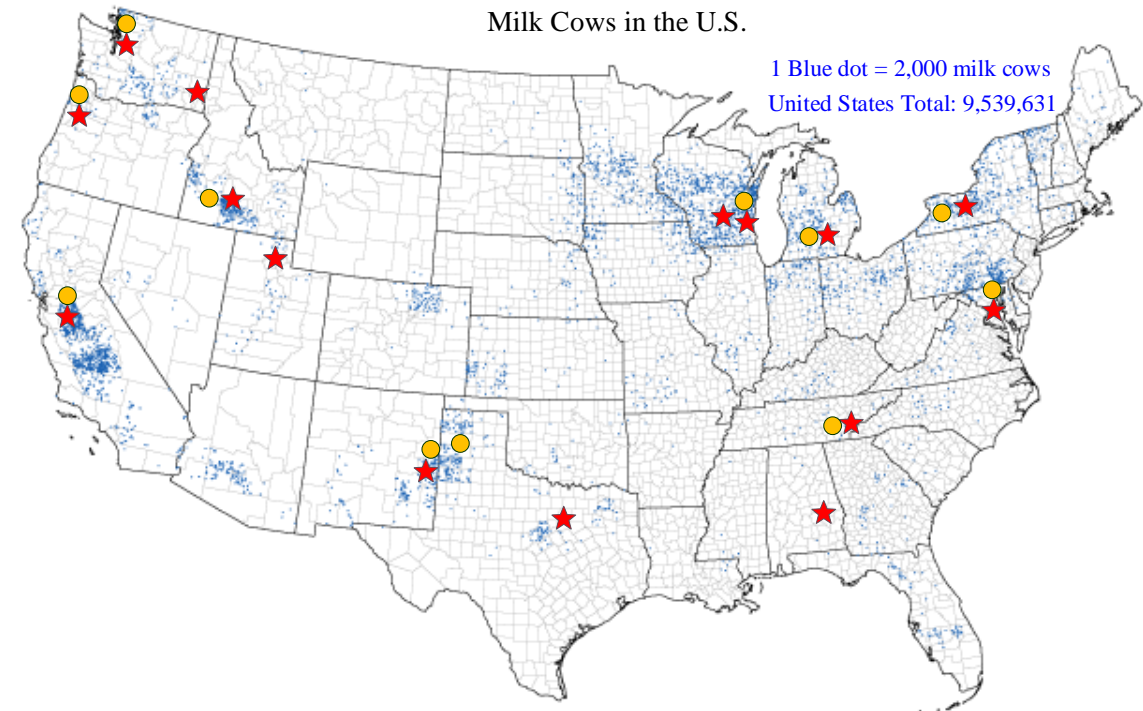 Milk Cows in the U.S.
1 Blue dot = 2,000 milk cows
United States Total: 9,539,631